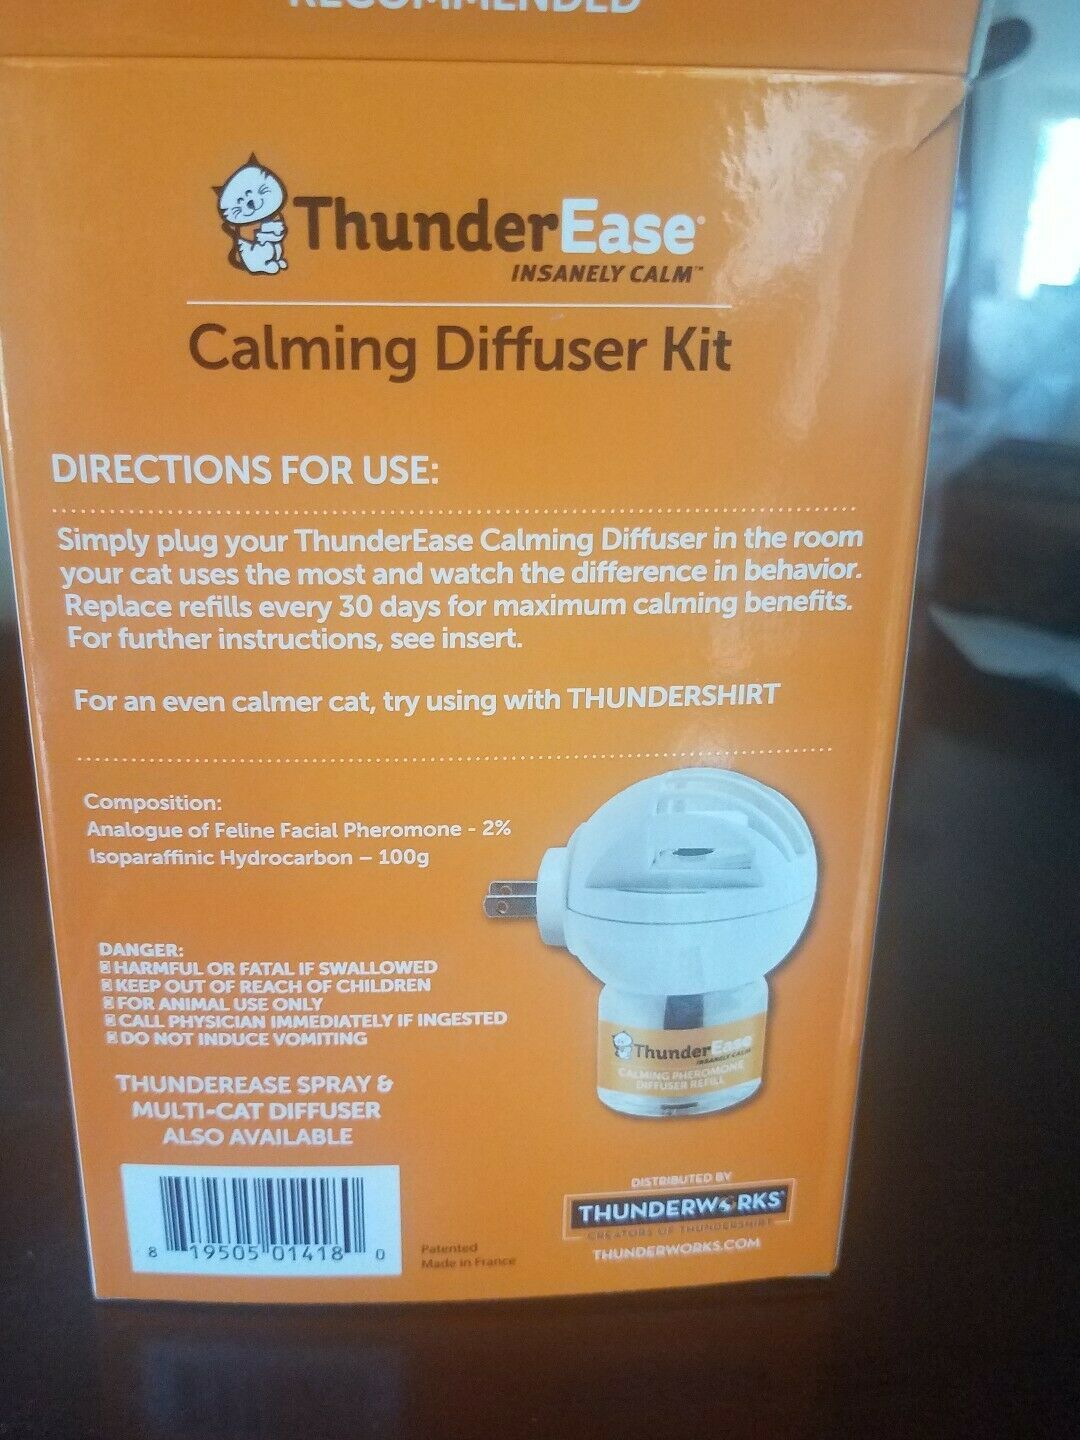 RECOMMENDED
ThunderEase®
INSANELY CALM™
Calming Diffuser Kit
DIRECTIONS FOR USE:
Simply plug your ThunderEase Calming Diffuser in the room
your cat uses the most and watch the difference in behavior.
Replace refills every 30 days for maximum calming benefits.
For further instructions, see insert.
For an even calmer cat, try using with THUNDERSHIRT
Composition:
Analogue of Feline Facial Pheromone - 2%
Isoparaffinic Hydrocarbon – 100g
DANGER:
HARMFUL OR FATAL IF SWALLOWED
KEEP OUT OF REACH OF CHILDREN
FOR ANIMAL USE ONLY
CALL PHYSICIAN IMMEDIATELY IF INGESTED
DO NOT INDUCE VOMITING
ThunderEase
INSANELY CALM
CALMING PHEROMONE
DIFFUSER REFILL
THUNDEREASE SPRAY &
MULTI-CAT DIFFUSER
ALSO AVAILABLE
8 19505 01418 0
Patented
Made in France
DISTRIBUTED BY
THUNDERWORKS
CREATORS OF THUNDERSHIRT
THUNDERWORKS.COM